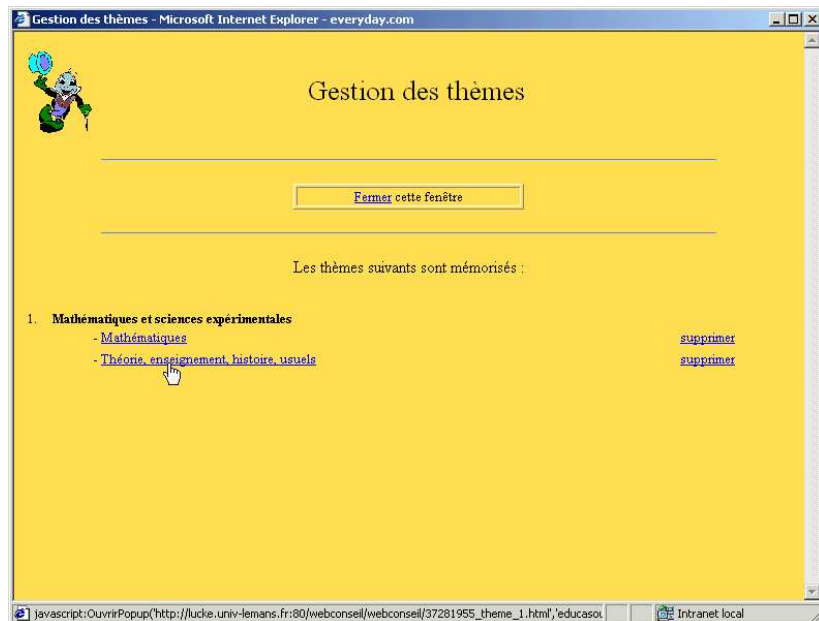 Gestion des thèmes - Microsoft Internet Explorer - everyday.com
Gestion des thèmes
Fermer cette fenêtre
Les thèmes suivants sont mémorisés :
1. Mathématiques et sciences expérimentales
- Mathématiques supprimer
- Théorie, enseignement, histoire, usuels supprimer
javascript:OuvrirPopup('http://lucke.univ-lemans.fr:80/webconseil/webconseil/37281955_theme_1.html','educasou Intranet local